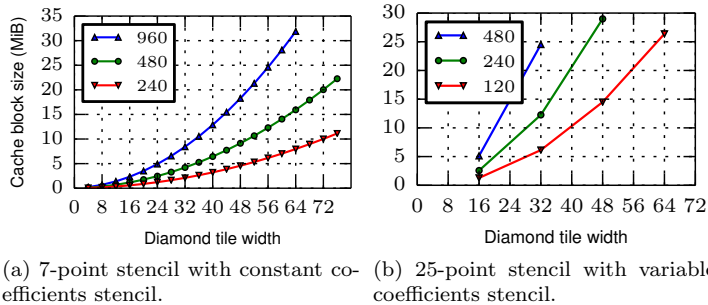 35
30
25
20
15
10
5
0
Cache block size (MiB)
960
480
240
0 8 16 24 32 40 48 56 64 72
Diamond tile width
(a) 7-point stencil with constant co-
efficients stencil.
30
25
20
15
10
5
0
480
240
120
0 8 16 24 32 40 48 56 64 72
Diamond tile width
(b) 25-point stencil with variable
coefficients stencil.